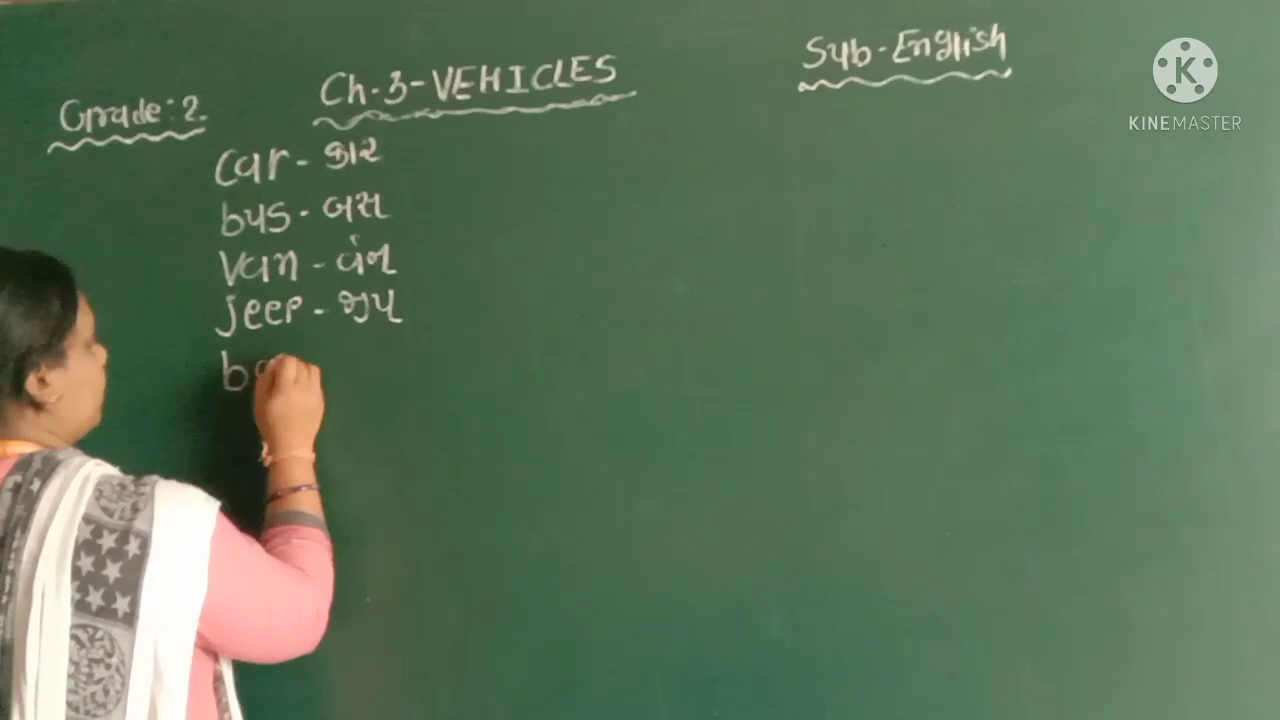 Sub-English
Ch-3-VEHICLES
Grade:2.
Car - કાર
bus - બસ
Van - વેંન
Jeep - જીપ
b
K
KINEMASTER